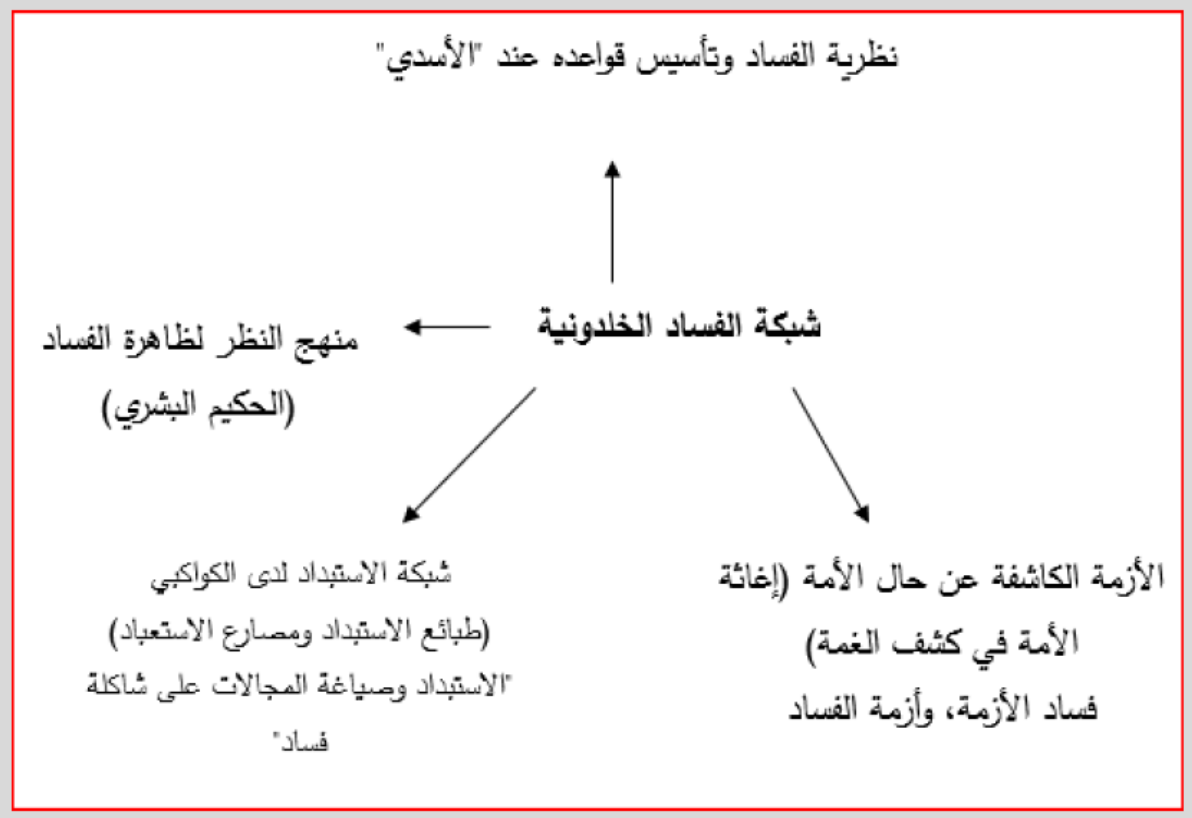 نظرية الفساد وتأسيس قواعده عند "الأسدي"
شبكة الفساد الخلدونية
منهج النظر لظاهرة الفساد
(الحكيم البشري)
الأزمة الكاشفة عن حال الأمة (إغاثة
الأمة في كشف الغمة)
فساد الأزمة، وأزمة الفساد
شبكة الاستبداد لدى الكواكبي
(طبائع الاستبداد ومصارع الاستعباد)
"الاستبداد وصياغة المجالات على شاكلة
فساد"